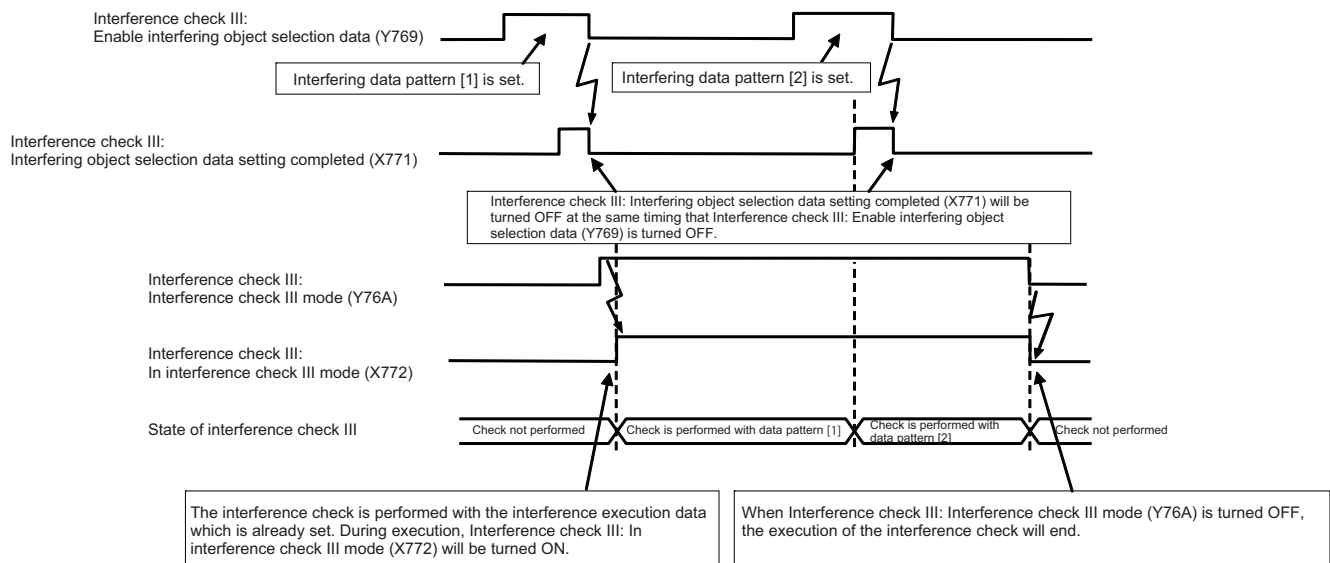 Interference check III:
Enable interfering object selection data (Y769)
Interfering data pattern [1] is set.
Interfering data pattern [2] is set.
Interference check III:
Interfering object selection data setting completed (X771)
Interference check III: Interfering object selection data setting completed (X771) will be
turned OFF at the same timing that Interference check III: Enable interfering object
selection data (Y769) is turned OFF.
Interference check III:
Interference check III mode (Y76A)
Interference check III:
In interference check III mode (X772)
State of interference check III
Check not performed
Check is performed with data pattern [1]
Check is performed with
data pattern [2]
Check not performed
The interference check is performed with the interference execution data
which is already set. During execution, Interference check III: In
interference check III mode (X772) will be turned ON.
When Interference check III: Interference check III mode (Y76A) is turned OFF,
the execution of the interference check will end.